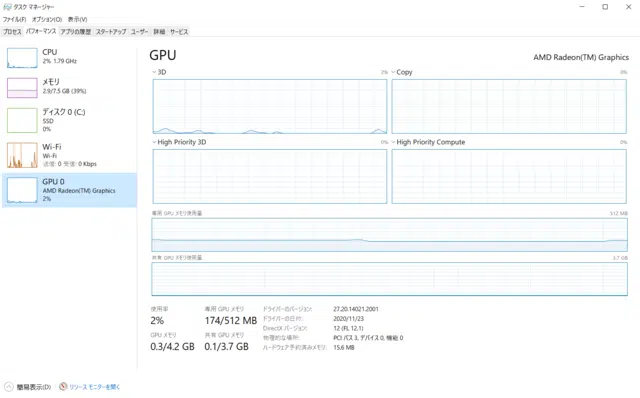 タスク マネージャー
ファイル(F) オプション(O) 表示(V)
プロセス パフォーマンス アプリの履歴 スタートアップ ユーザー 詳細 サービス
CPU
2% 1.79 GHz
メモリ
2.9/7.5 GB (39%)
ディスク 0 (C:)
SSD
0%
Wi-Fi
Wi-Fi
送信: 0 受信: 0 Kbps
GPU 0
AMD Radeon(TM) Graphics
2%
GPU
AMD Radeon(TM) Graphics
3D 2%
Copy 0%
High Priority 3D 0%
High Priority Compute 0%
専用 GPU メモリ使用量 512 MB
共有 GPU メモリ使用量 3.7 GB
使用率
2%
専用 GPU メモリ
174/512 MB
GPU メモリ
0.3/4.2 GB
共有 GPU メモリ
0.1/3.7 GB
ドライバーのバージョン: 27.20.14021.2001
ドライバーの日付: 2020/11/23
DirectX バージョン: 12 (FL 12.1)
物理的な場所: PCI バス 3、デバイス 0、機能 0
ハードウェア予約済みメモリ: 15.6 MB
簡易表示(D)
リソース モニターを開く